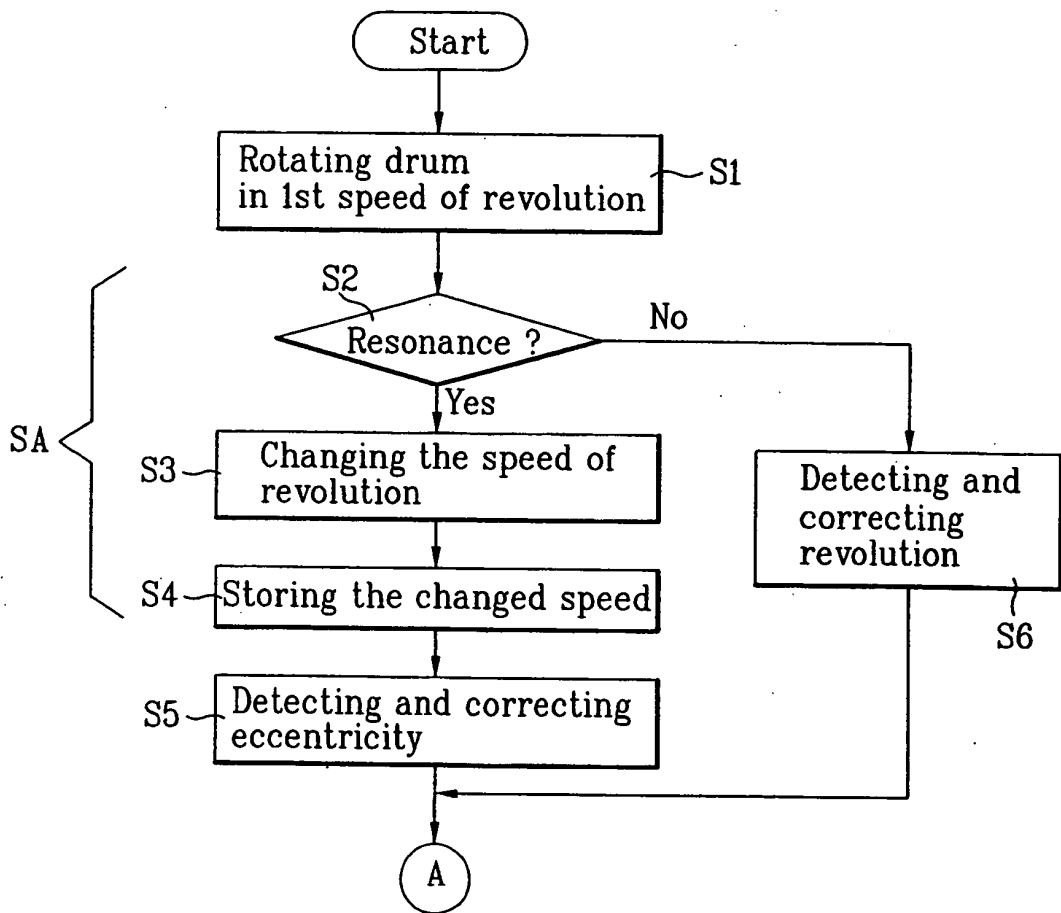 Start
Rotating drum
in 1st speed of revolution
S1
S2
Resonance ?
No
Yes
SA
S3
Changing the speed of
revolution
Detecting and
correcting
revolution
S4
Storing the changed speed
S6
S5
Detecting and correcting
eccentricity
A